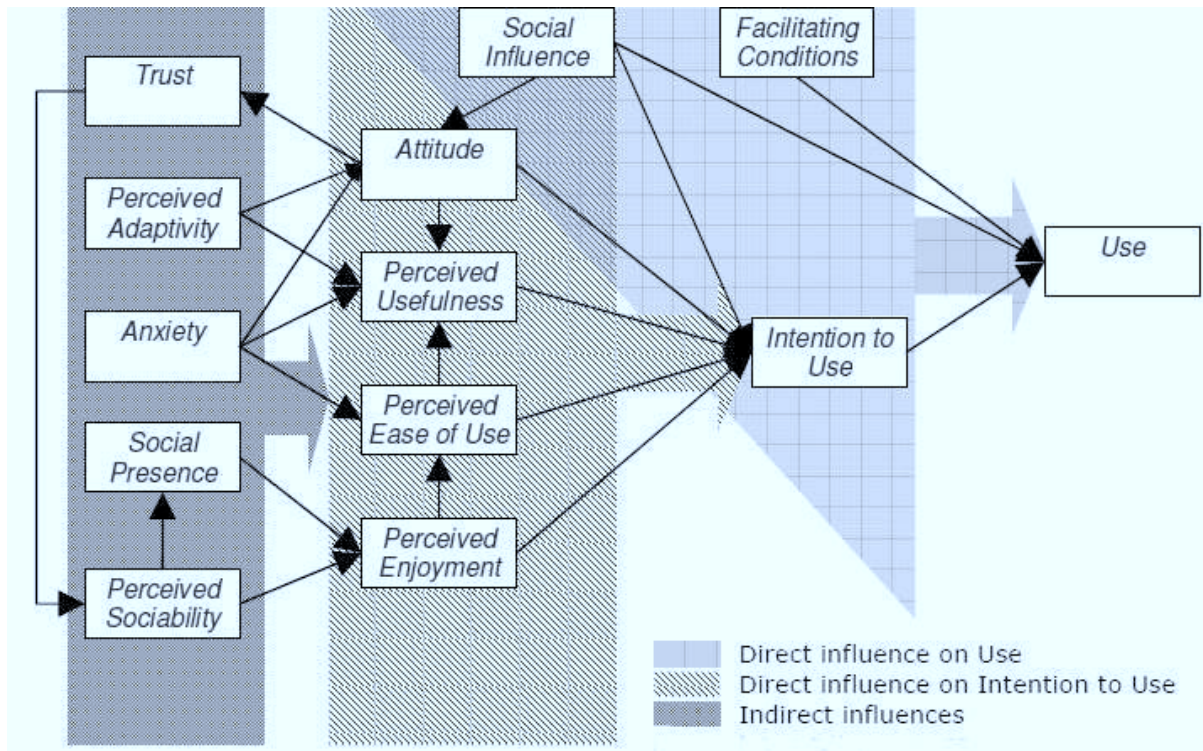 Social
Influence
Facilitating
Conditions
Trust
Attitude
Perceived
Adaptivity
Perceived
Usefulness
Use
Anxiety
Intention to
Use
Perceived
Ease of Use
Social
Presence
Perceived
Enjoyment
Perceived
Sociability
Direct influence on Use
Direct influence on Intention to Use
Indirect influences